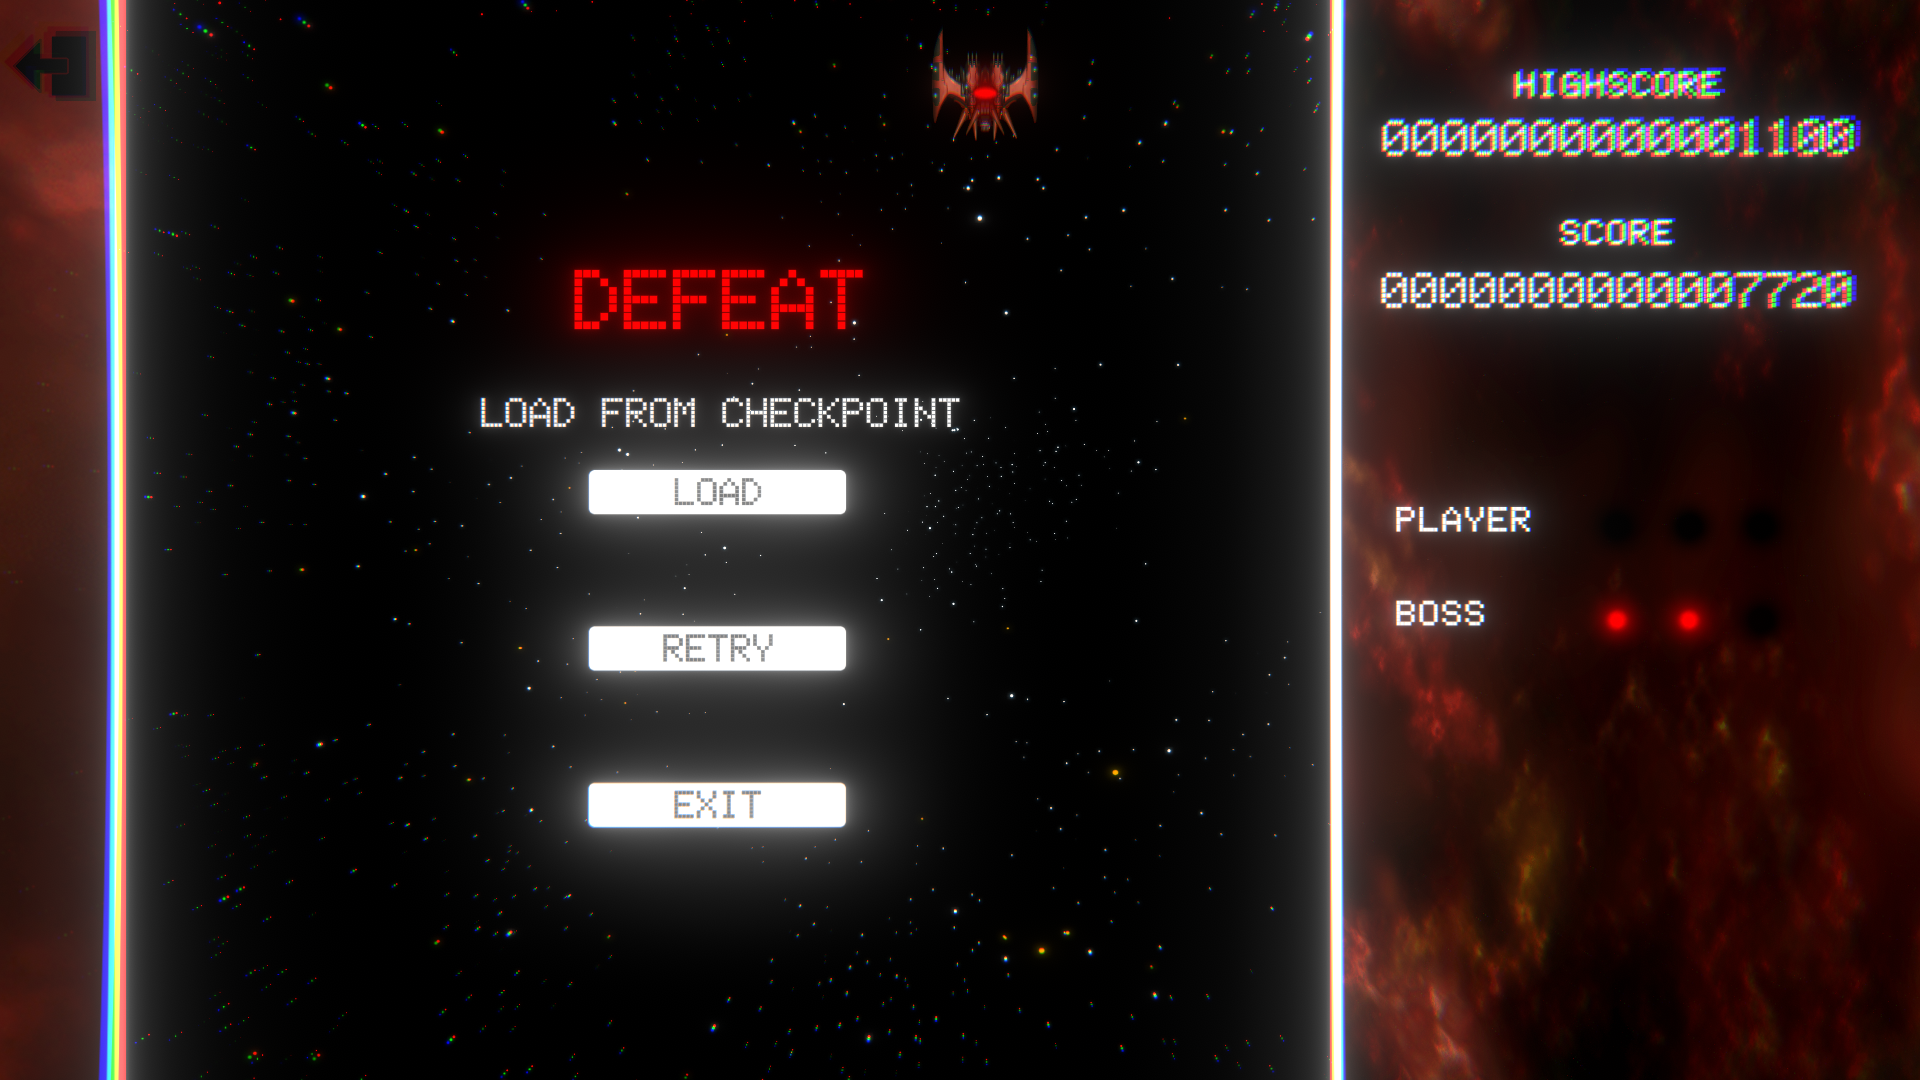 DEFEAT
LOAD FROM CHECKPOINT
LOAD
RETRY
EXIT
HIGHSCORE
0000000000001100
SCORE
0000000000007720
PLAYER
BOSS